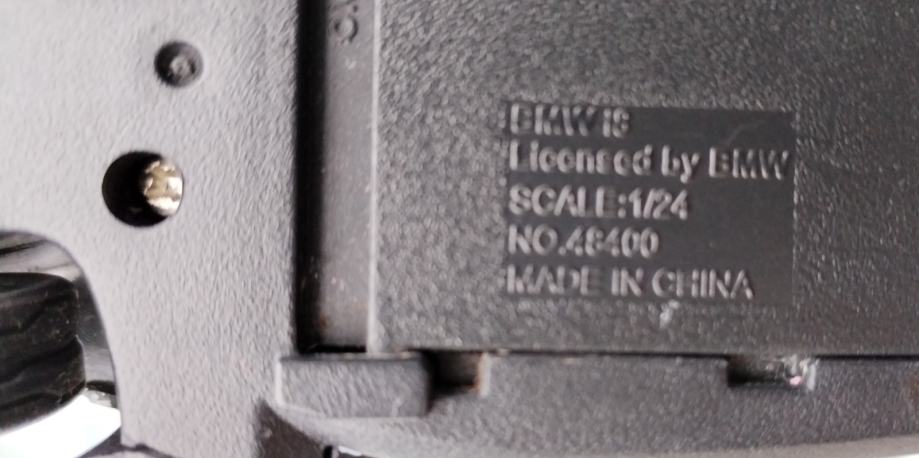 BMW i8
Licensed by BMW
SCALE:1/24
NO.48400
MADE IN CHINA